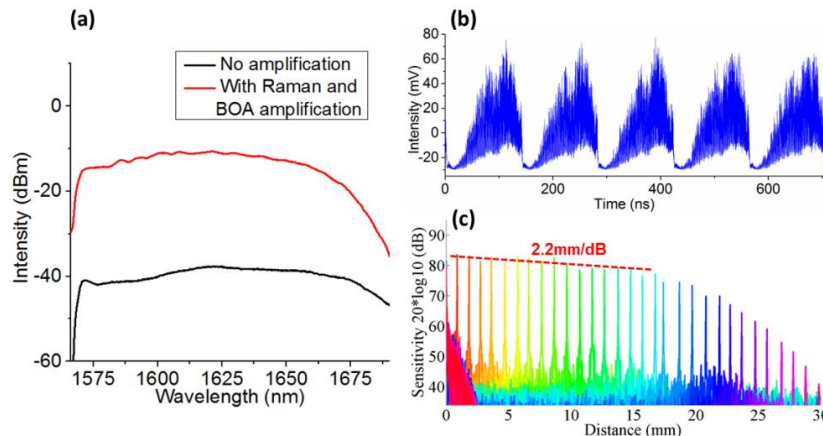 (a)
No amplification
With Raman and
BOA amplification
0
-20
-40
-60
Intensity (dBm)
1575 1600 1625 1650 1675
Wavelength (nm)
(b)
80
60
40
20
0
-20
Intensity (mV)
0 200 400 600
Time (ns)
(c)
2.2mm/dB
90
80
70
60
50
40
Sensitivity 20*log10 (dB)
0 5 10 15 20 25 30
Distance (mm)